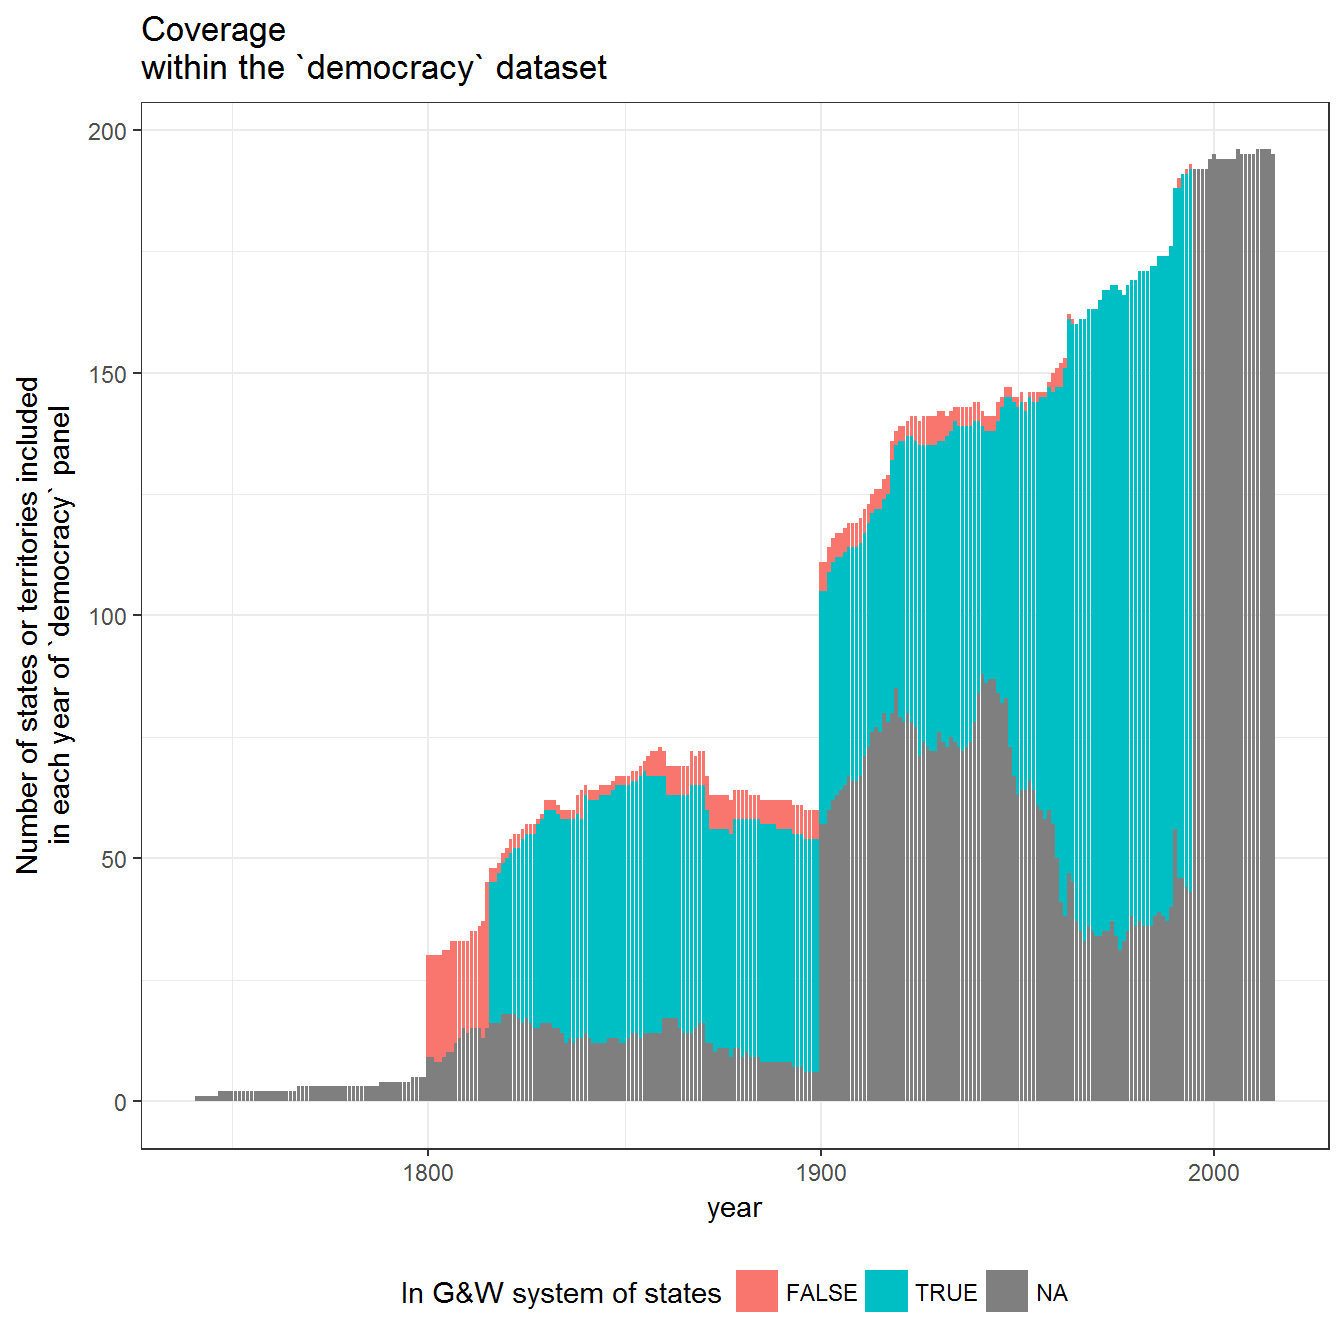 Coverage
within the `democracy` dataset
Number of states or territories included
in each year of `democracy` panel
200
150
100
50
0
1800
1900
2000
year
In G&W system of states
FALSE
TRUE
NA